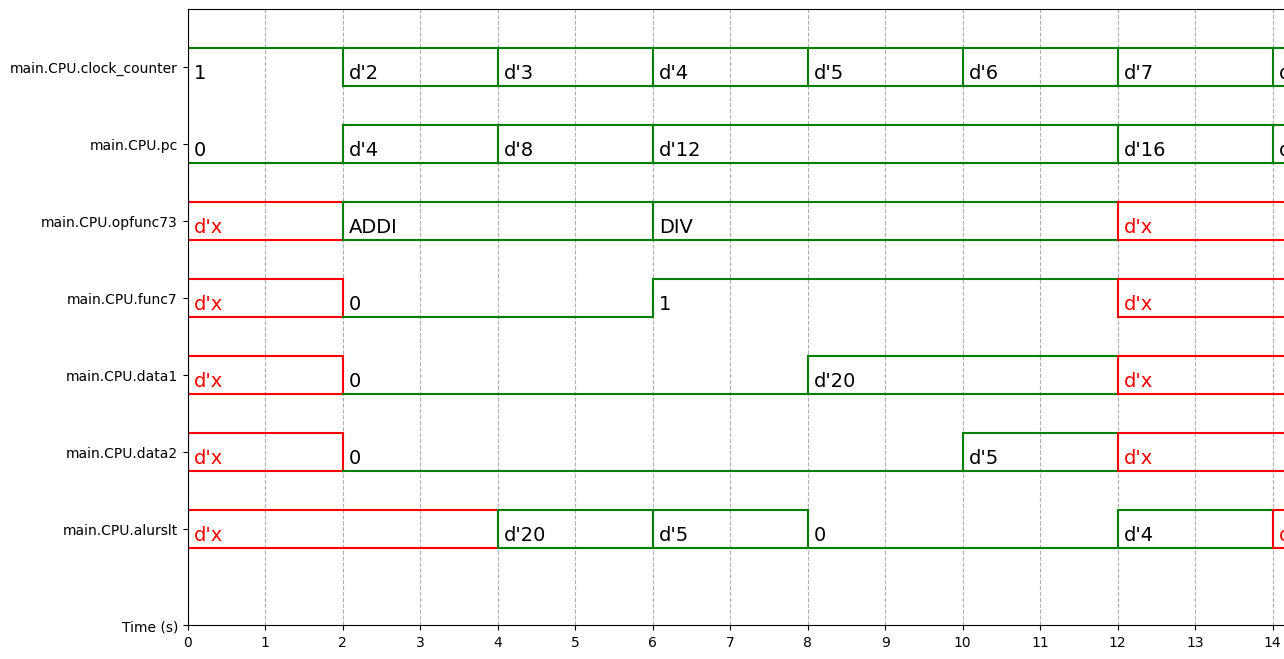 main.CPU.clock_counter 1 d'2 d'3 d'4 d'5 d'6 d'7
main.CPU.pc 0 d'4 d'8 d'12 d'16
main.CPU.opfunc73 d'x ADDI DIV d'x
main.CPU.func7 d'x 0 1 d'x
main.CPU.data1 d'x 0 d'20 d'x
main.CPU.data2 d'x 0 d'5 d'x
main.CPU.alurslt d'x d'20 d'5 0 d'4
Time (s)
0 1 2 3 4 5 6 7 8 9 10 11 12 13 14